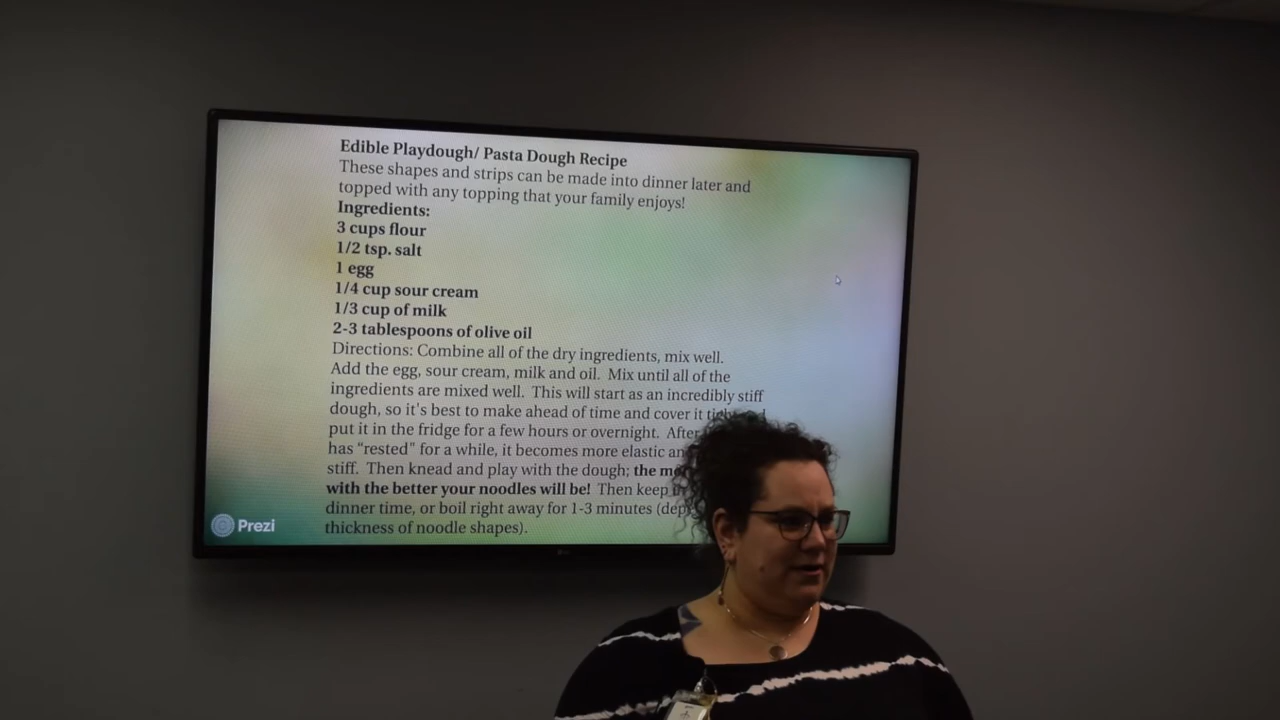 Edible Playdough/ Pasta Dough Recipe
These shapes and strips can be made into dinner later and
topped with any topping that your family enjoys!
Ingredients:
3 cups flour
1/2 tsp. salt
1 egg
1/4 cup sour cream
1/3 cup of milk
2-3 tablespoons of olive oil
Directions: Combine all of the dry ingredients, mix well.
Add the egg, sour cream, milk and oil. Mix until all of the
ingredients are mixed well. This will start as an incredibly stiff
dough, so it's best to make ahead of time and cover it
put it in the fridge for a few hours or overnight. After
has "rested" for a while, it becomes more elastic
stiff. Then knead and play with the dough; the
with the better your noodles will be! Then keep
dinner time, or boil right away for 1-3 minutes
thickness of noodle shapes).
Prezi